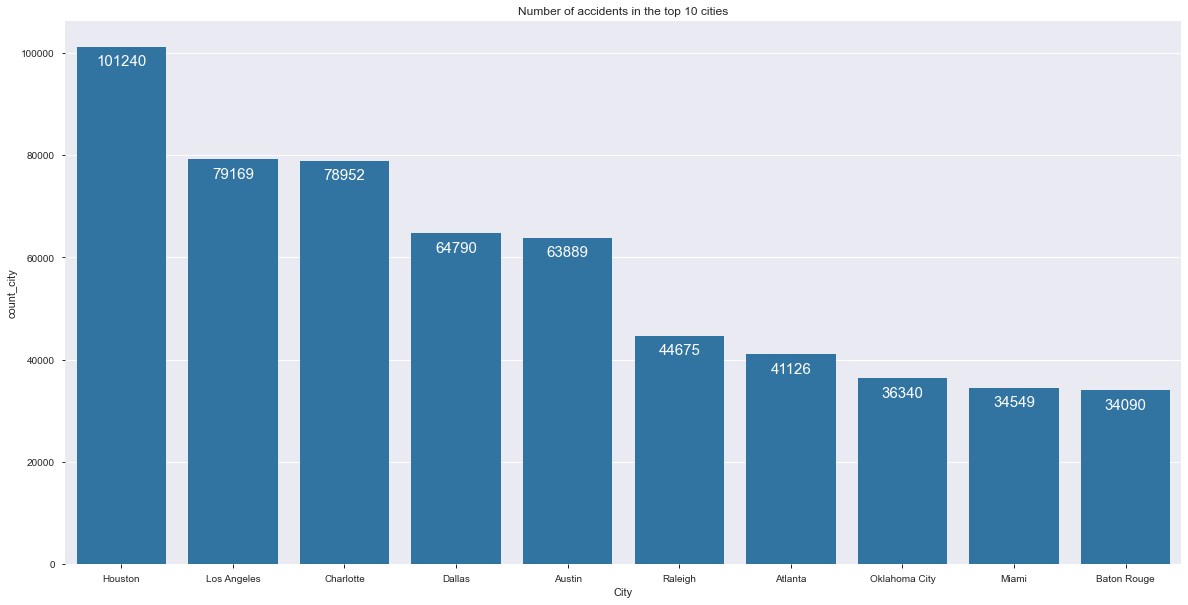 Number of accidents in the top 10 cities
count_city
100000
80000
60000
40000
20000
0
101240
79169
78952
64790
63889
44675
41126
36340
34549
34090
Houston
Los Angeles
Charlotte
Dallas
Austin
Raleigh
Atlanta
Oklahoma City
Miami
Baton Rouge
City